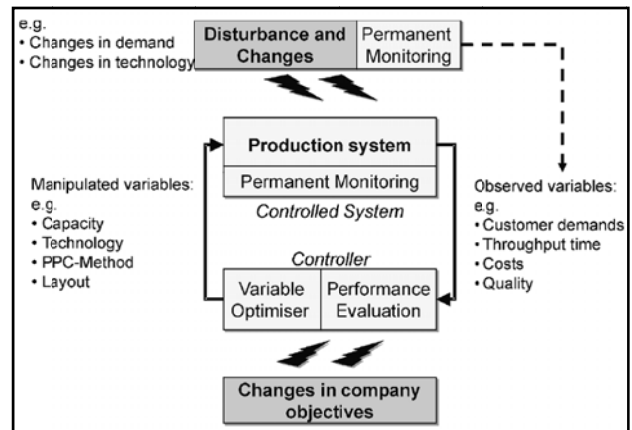 e.g.
• Changes in demand
• Changes in technology
Disturbance and
Changes
Permanent
Monitoring
Production system
Permanent Monitoring
Controlled System
Manipulated variables:
e.g.
• Capacity
• Technology
• PPC-Method
• Layout
Observed variables:
e.g.
• Customer demands
• Throughput time
• Costs
• Quality
Controller
Variable
Optimiser
Performance
Evaluation
Changes in company
objectives